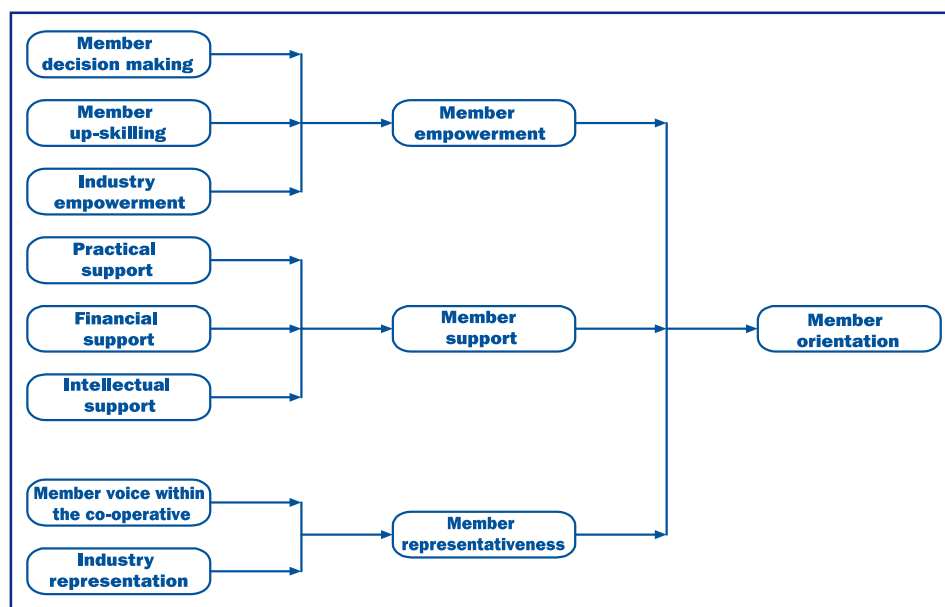 Member
decision making
Member
up-skilling
Industry
empowerment
Member
empowerment
Practical
support
Financial
support
Intellectual
support
Member
support
Member voice within
the co-operative
Industry
representation
Member
representativeness
Member
orientation